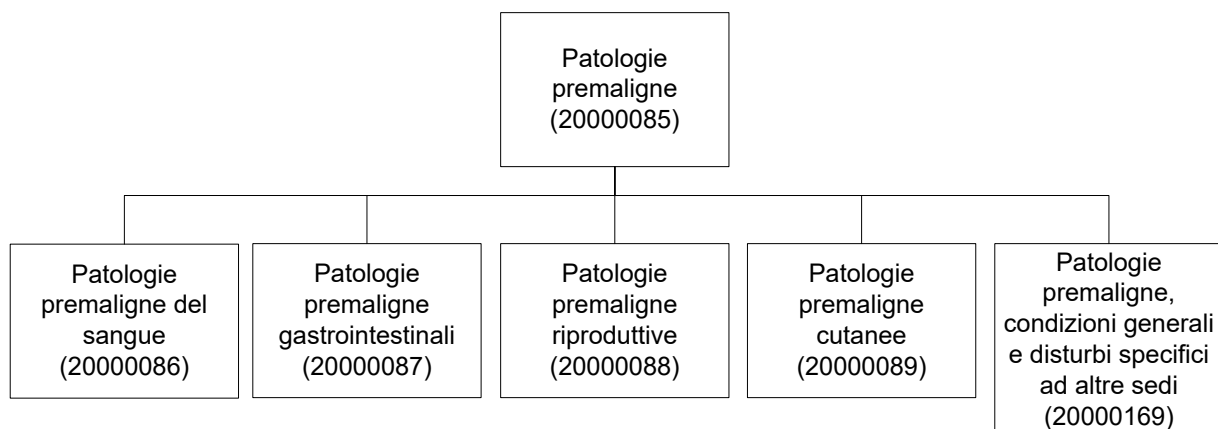 Patologie
premaligne
(20000085)
Patologie
premaligne del
sangue
(20000086)
Patologie
premaligne
gastrointestinali
(20000087)
Patologie
premaligne
riproduttive
(20000088)
Patologie
premaligne
cutanee
(20000089)
Patologie
premaligne,
condizioni generali
e disturbi specifici
ad altre sedi
(20000169)